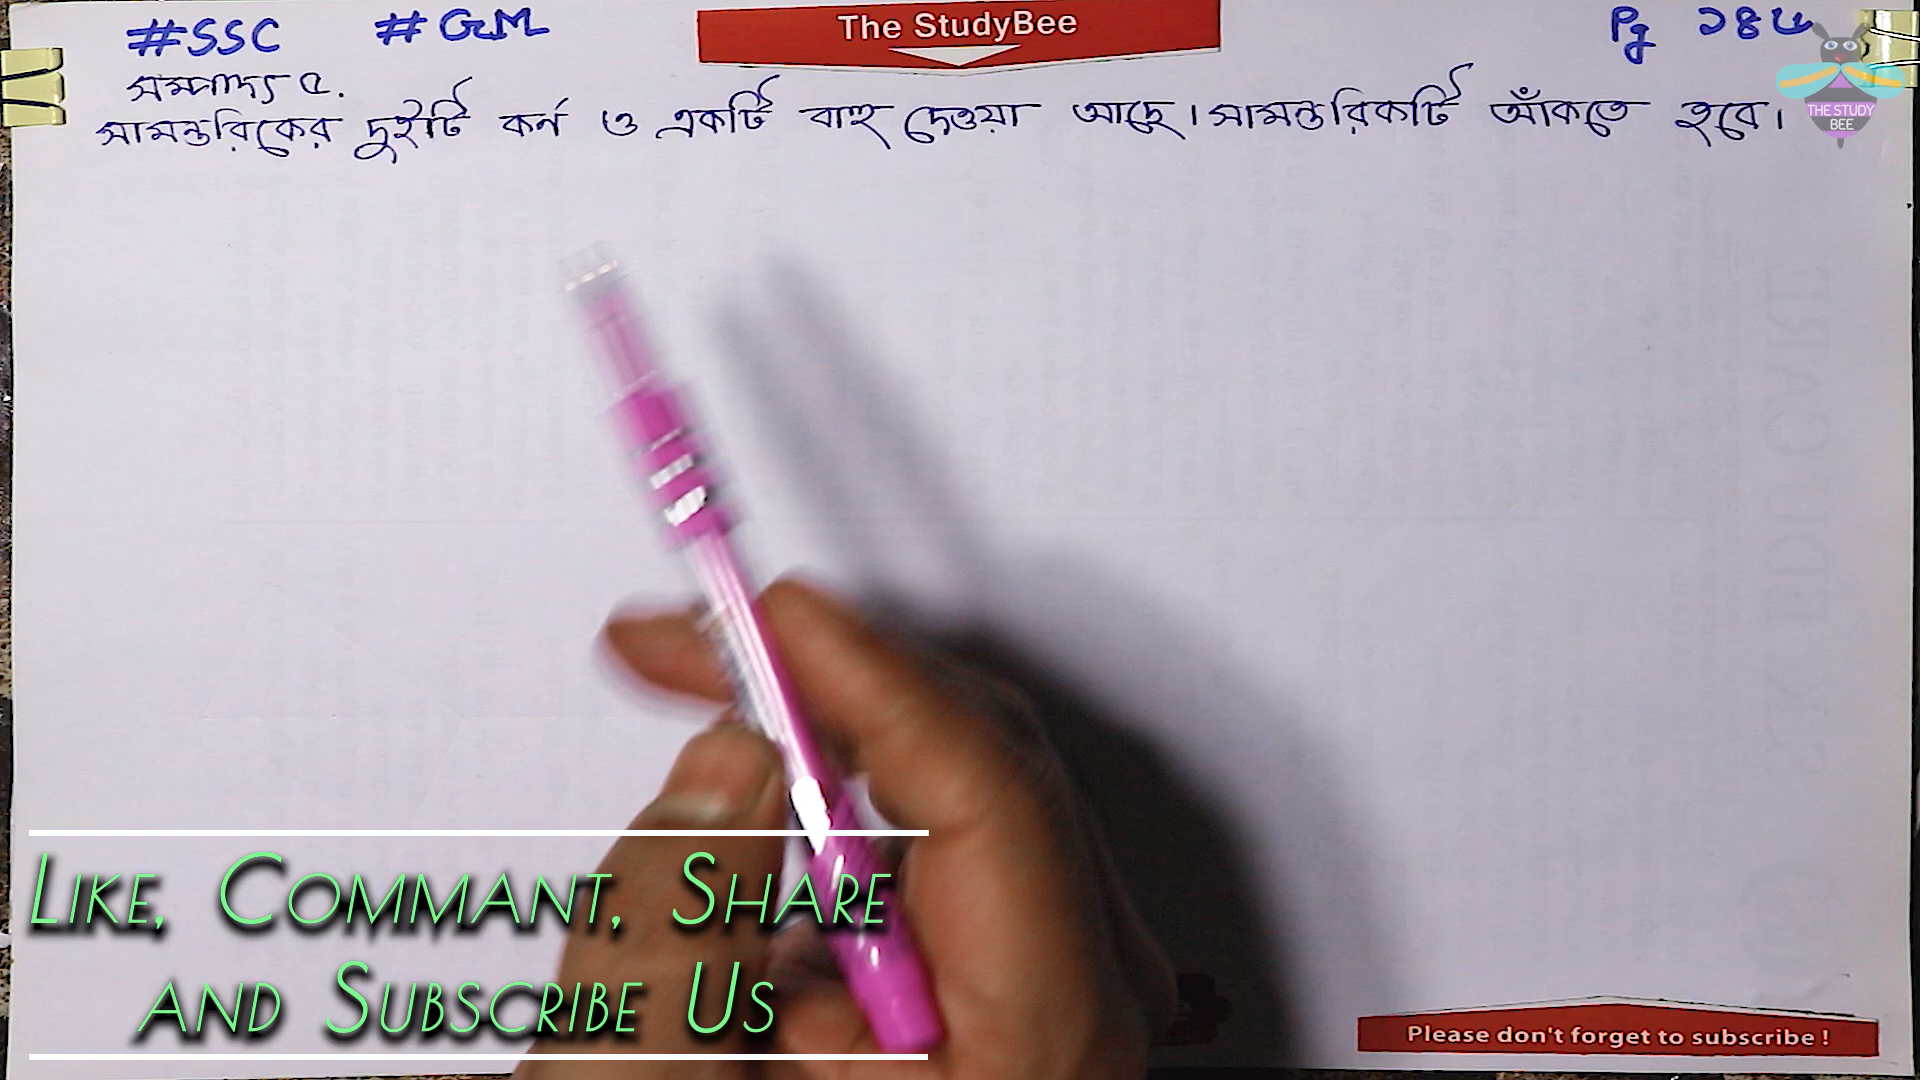 #SSC #GM The StudyBee Pg ১৪৬
সম্পাদ্য ৫.
সামন্তরিকের দুইটি কর্ন ও একটি বাহু দেওয়া আছে। সামন্তরিকটি আঁকতে হবে।
THE STUDY
BEE
LIKE, COMMANT, SHARE
AND SUBSCRIBE US
Please don't forget to subscribe !